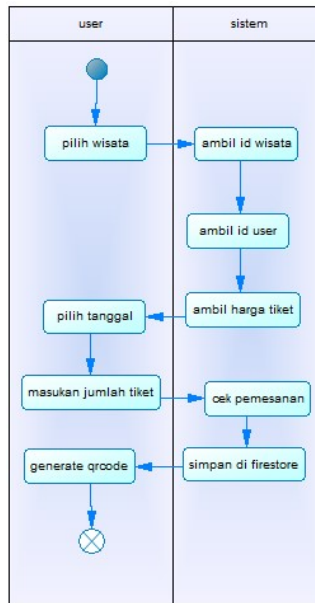 user
sistem
pilih wisata
ambil id wisata
ambil id user
ambil harga tiket
pilih tanggal
masukan jumlah tiket
cek pemesanan
simpan di firestore
generate qrcode